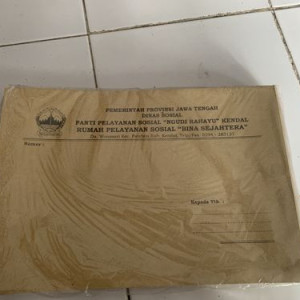 PEMERINTAH PROVINSI JAWA TENGAH
DINAS SOSIAL
PANTI PELAYANAN SOSIAL "NGUDI RAHAYU" KENDAL
RUMAH PELAYANAN SOSIAL "BINA SEJAHTERA"
Nomor :
Kepada Yth :